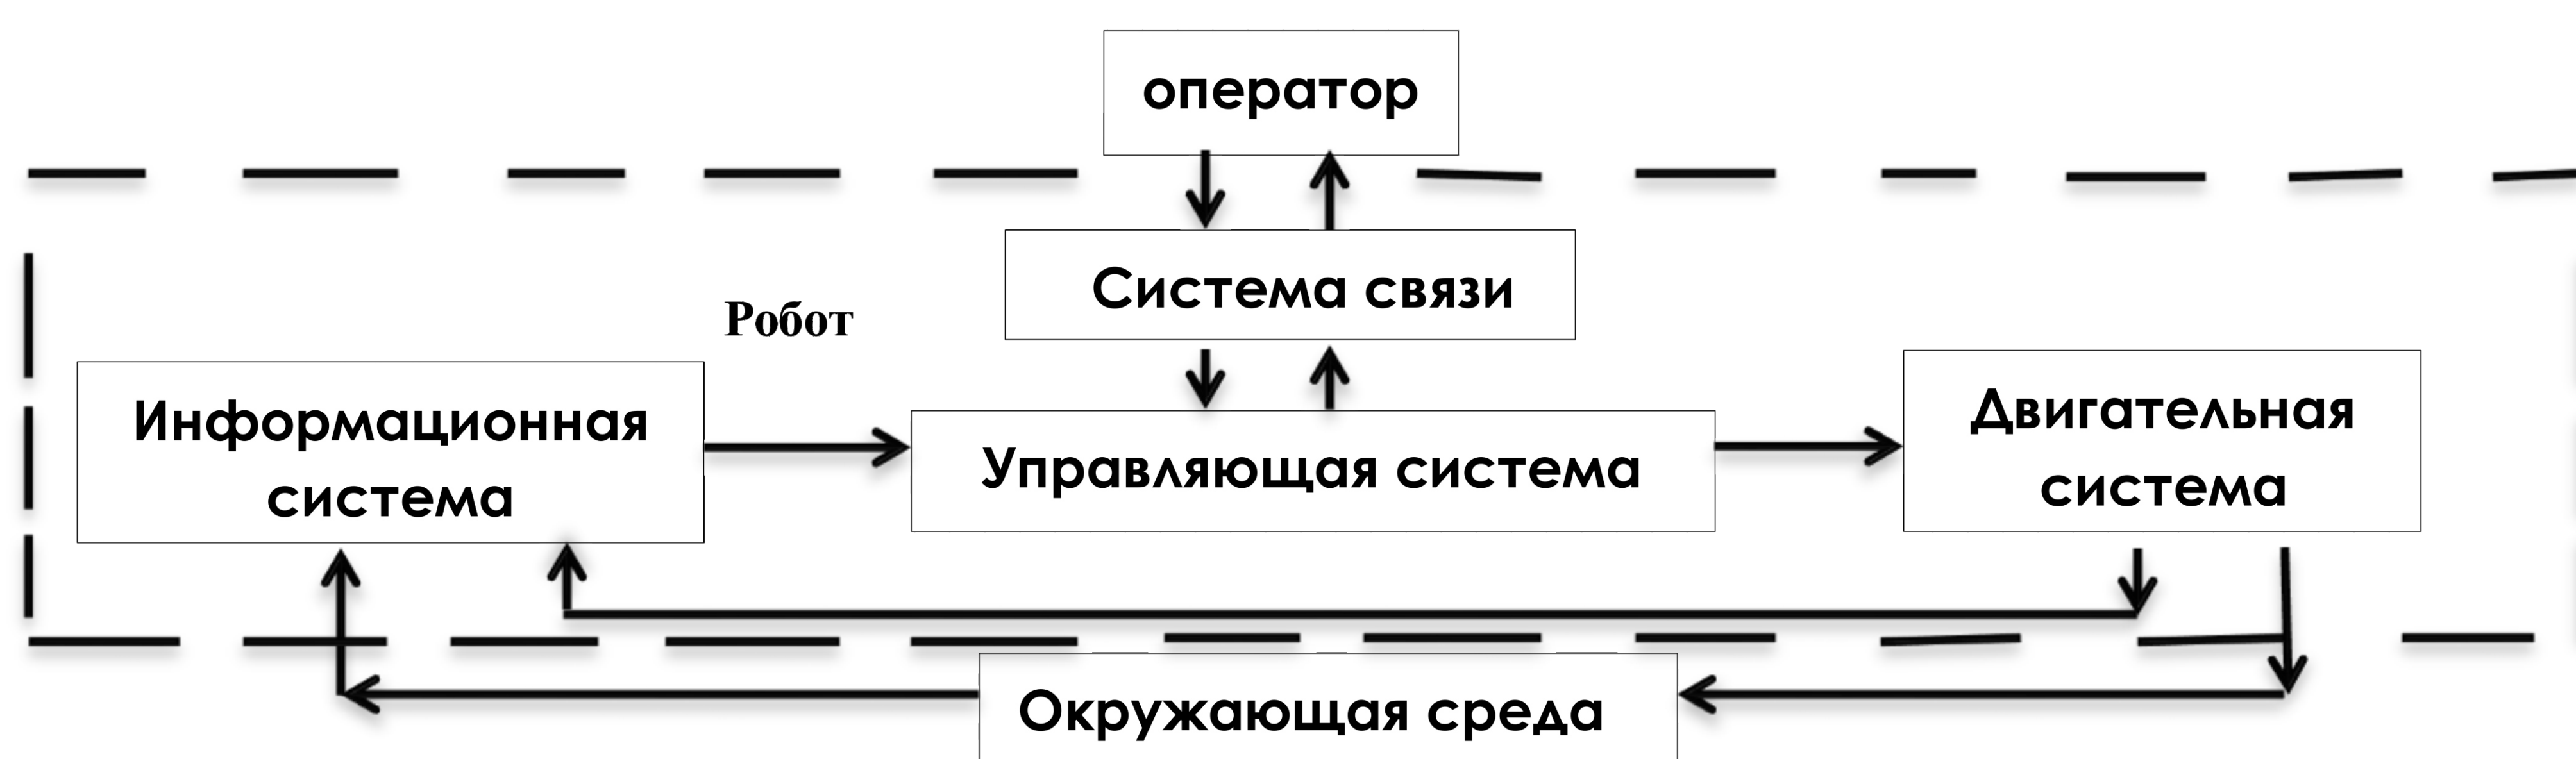 оператор
Система связи
Робот
Информационная
система
Управляющая система
Двигательная
система
Окружающая среда